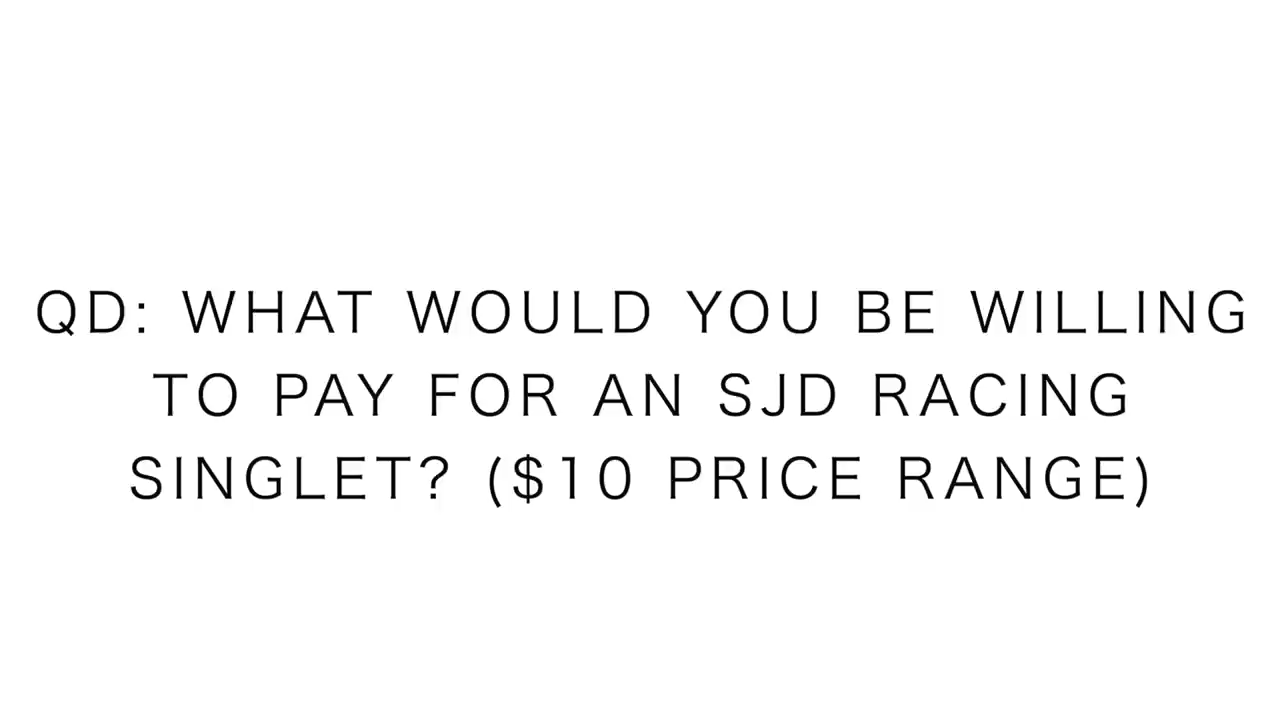 QD: WHAT WOULD YOU BE WILLING
TO PAY FOR AN SJD RACING
SINGLET? ($10 PRICE RANGE)